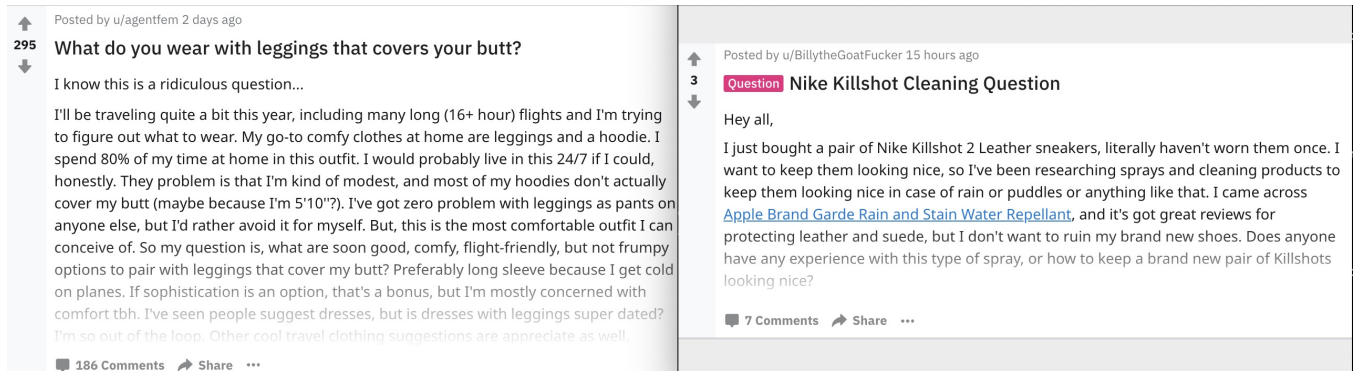 Posted by u/agentfem 2 days ago
295
What do you wear with leggings that covers your butt?
I know this is a ridiculous question...
I'll be traveling quite a bit this year, including many long (16+ hour) flights and I'm trying
to figure out what to wear. My go-to comfy clothes at home are leggings and a hoodie. I
spend 80% of my time at home in this outfit. I would probably live in this 24/7 if I could,
honestly. They problem is that I'm kind of modest, and most of my hoodies don't actually
cover my butt (maybe because I'm 5'10"?). I've got zero problem with leggings as pants on
anyone else, but I'd rather avoid it for myself. But, this is the most comfortable outfit I can
conceive of. So my question is, what are soon good, comfy, flight-friendly, but not frumpy
options to pair with leggings that cover my butt? Preferably long sleeve because I get cold
on planes. If sophistication is an option, that's a bonus, but I'm mostly concerned with
comfort tbh. I've seen people suggest dresses, but is dresses with leggings super dated?
I'm so out of the loop. Other cool travel clothing suggestions are appreciate as well.
186 Comments Share
Posted by u/BillytheGoatFucker 15 hours ago
3
Question Nike Killshot Cleaning Question
Hey all,
I just bought a pair of Nike Killshot 2 Leather sneakers, literally haven't worn them once. I
want to keep them looking nice, so I've been researching sprays and cleaning products to
keep them looking nice in case of rain or puddles or anything like that. I came across
Apple Brand Garde Rain and Stain Water Repellant, and it's got great reviews for
protecting leather and suede, but I don't want to ruin my brand new shoes. Does anyone
have any experience with this type of spray, or how to keep a brand new pair of Killshots
looking nice?
7 Comments Share